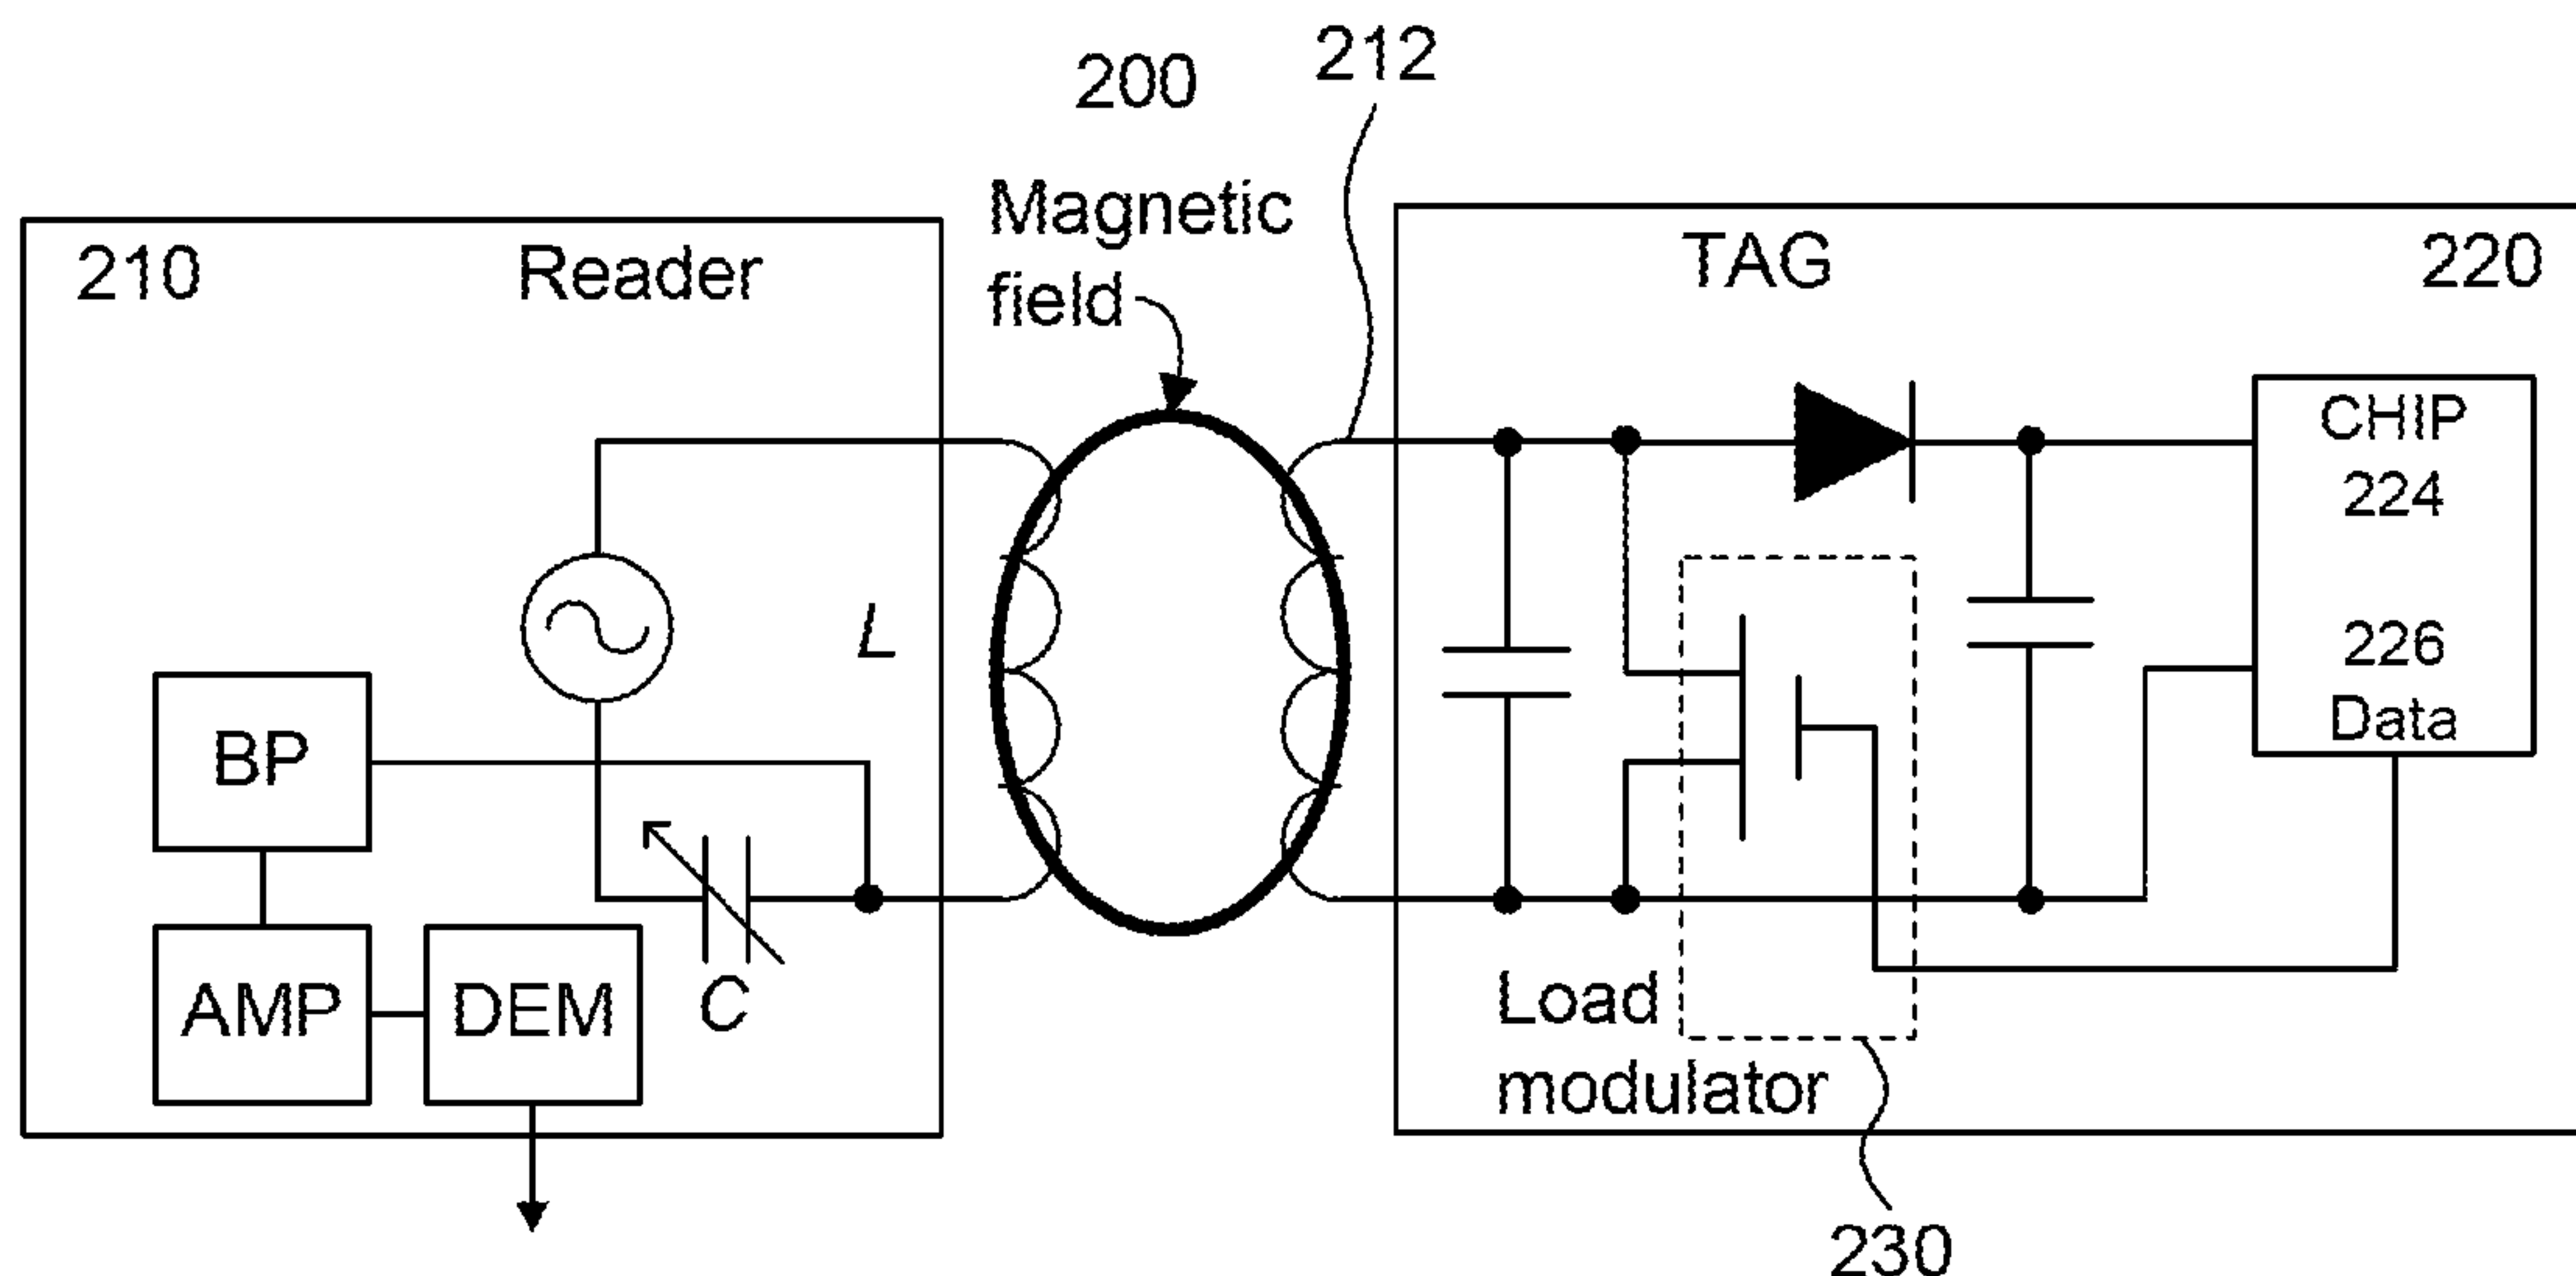 200
212
Magnetic
field
210
Reader
TAG
220
CHIP
224
226
Data
L
BP
AMP
DEM
C
Load
modulator
230